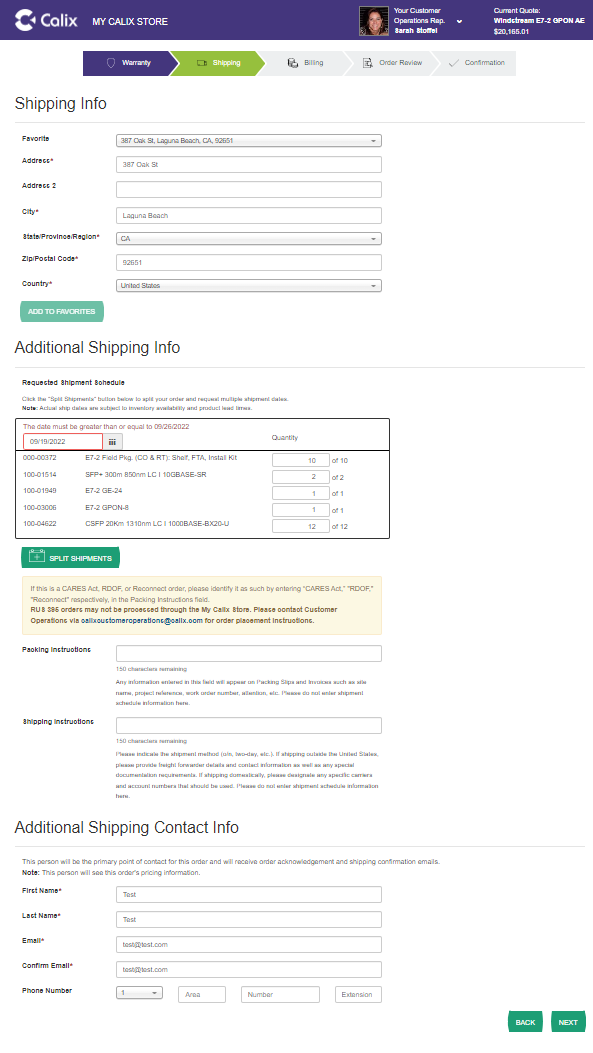 Calix MY CALIX STORE
Your Customer
Operations Rep.
Sarah Stoffel
Current Quote:
Windstream E7-2 GPON AE
$20,165.01
Warranty Shipping Billing Order Review Confirmation
Shipping Info
Favorite 387 Oak St, Laguna Beach, CA, 92651
Address* 387 Oak St
Address 2
City* Laguna Beach
State/Province/Region* CA
Zip/Postal Code* 92651
Country* United States
ADD TO FAVORITES
Additional Shipping Info
Requested Shipment Schedule
Click the "Split Shipments" button below to split your order and request multiple shipment dates.
Note: Actual ship dates are subject to inventory availability and product lead times.
The date must be greater than or equal to 09/26/2022
09/19/2022 Quantity
000-00372 E7-2 Field Pkg. (CO & RT): Shelf, FTA, Install Kit 10 of 10
100-01514 SFP+ 300m 850nm LC I 10GBASE-SR 2 of 2
100-01949 E7-2 GE-24 1 of 1
100-03006 E7-2 GPON-8 1 of 1
100-04622 CSFP 20Km 1310nm LC I 1000BASE-BX20-U 12 of 12
SPLIT SHIPMENTS
If this is a CARES Act, RDOF, or Reconnect order, please identify it as such by entering "CARES Act," "RDOF,"
"Reconnect" respectively, in the Packing Instructions field.
RUS 395 orders may not be processed through the My Calix Store. Please contact Customer
Operations via calixcustomeroperations@calix.com for order placement instructions.
Packing Instructions
150 characters remaining
Any information entered in this field will appear on Packing Slips and Invoices such as site
name, project reference, work order number, attention, etc. Please do not enter shipment
schedule information here.
Shipping Instructions
150 characters remaining
Please indicate the shipment method (o/n, two-day, etc.). If shipping outside the United States,
please provide freight forwarder details and contact information as well as any special
documentation requirements. If shipping domestically, please designate any specific carriers
and account numbers that should be used. Please do not enter shipment schedule information
here.
Additional Shipping Contact Info
This person will be the primary point of contact for this order and will receive order acknowledgement and shipping confirmation emails.
Note: This person will see this order's pricing information.
First Name* Test
Last Name* Test
Email* test@test.com
Confirm Email* test@test.com
Phone Number 1 Area Number Extension
BACK NEXT